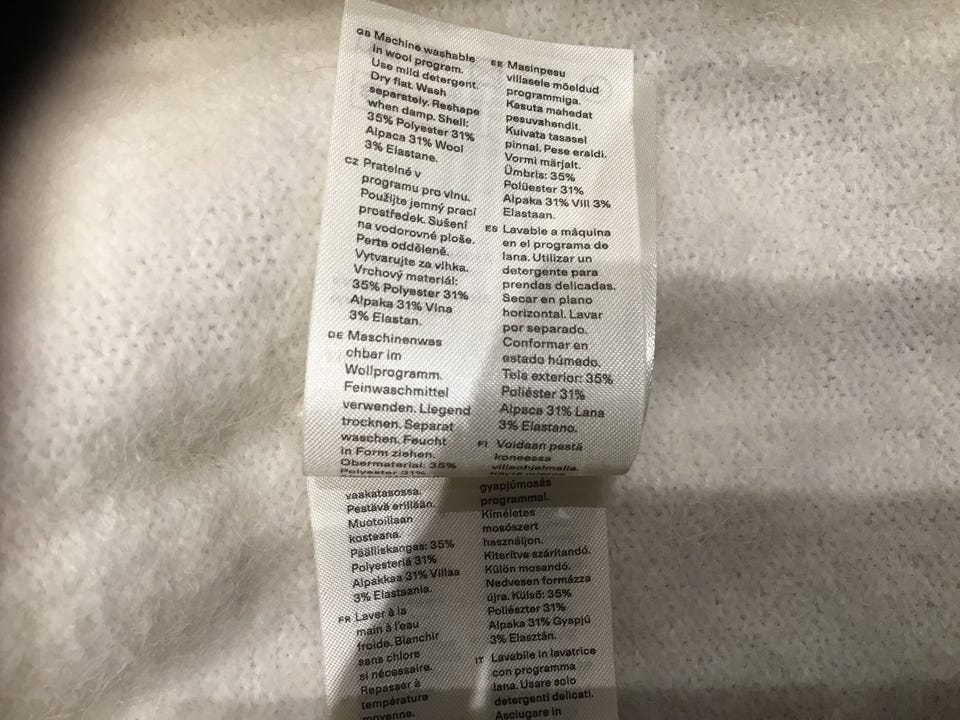 GB Machine washable
in wool program.
Use mild detergent.
Dry flat. Wash
separately. Reshape
when damp. Shell:
35% Polyester 31%
Alpaca 31% Wool
3% Elastane.
CZ Pratelné v
programu pro vlnu.
Použijte jemný prací
prostředek. Sušení
na vodorovné ploše.
Perte odděleně.
Vytvarujte za vlhka.
Vrchový materiál:
35% Polyester 31%
Alpaka 31% Vlna
3% Elastan.
DE Maschinenwas
chbar im
Wollprogramm.
Feinwaschmittel
verwenden. Liegend
trocknen. Separat
waschen. Feucht
in Form ziehen.
Obermaterial: 35%
Polyester 31%
EE Masinpesu
villasele mõeldud
programmiga.
Kasuta mahedat
pesuvahendit.
Kuivata tasasel
pinnal. Pese eraldi.
Vormi märjalt.
Ümbris: 35%
Polüester 31%
Alpaka 31% Vill 3%
Elastaan.
ES Lavable a máquina
en el programa de
lana. Utilizar un
detergente para
prendas delicadas.
Secar en plano
horizontal. Lavar
por separado.
Conformar en
estado húmedo.
Tela exterior: 35%
Poliéster 31%
Alpaca 31% Lana
3% Elastano.
FI Voidaan pestä
koneessa
villaohjelmalla.
vaakatasossa.
Pestävä erillään.
Muotoillaan
kosteana.
Päälliskangas: 35%
Polyesteriä 31%
Alpakkaa 31% Villaa
3% Elastaania.
FR Laver à la
main à l'eau
froide. Blanchir
sans chlore
si nécessaire.
Repasser à
température
moyenne.
gyapjúmosás
programmal.
Kíméletes
mosószert
használjon.
Kiterítve szárítandó.
Külön mosandó.
Nedvesen formázza
újra. Külső: 35%
Poliészter 31%
Alpaka 31% Gyapjú
3% Elasztán.
IT Lavabile in lavatrice
con programma
lana. Usare solo
detergenti delicati.
Asciugare in